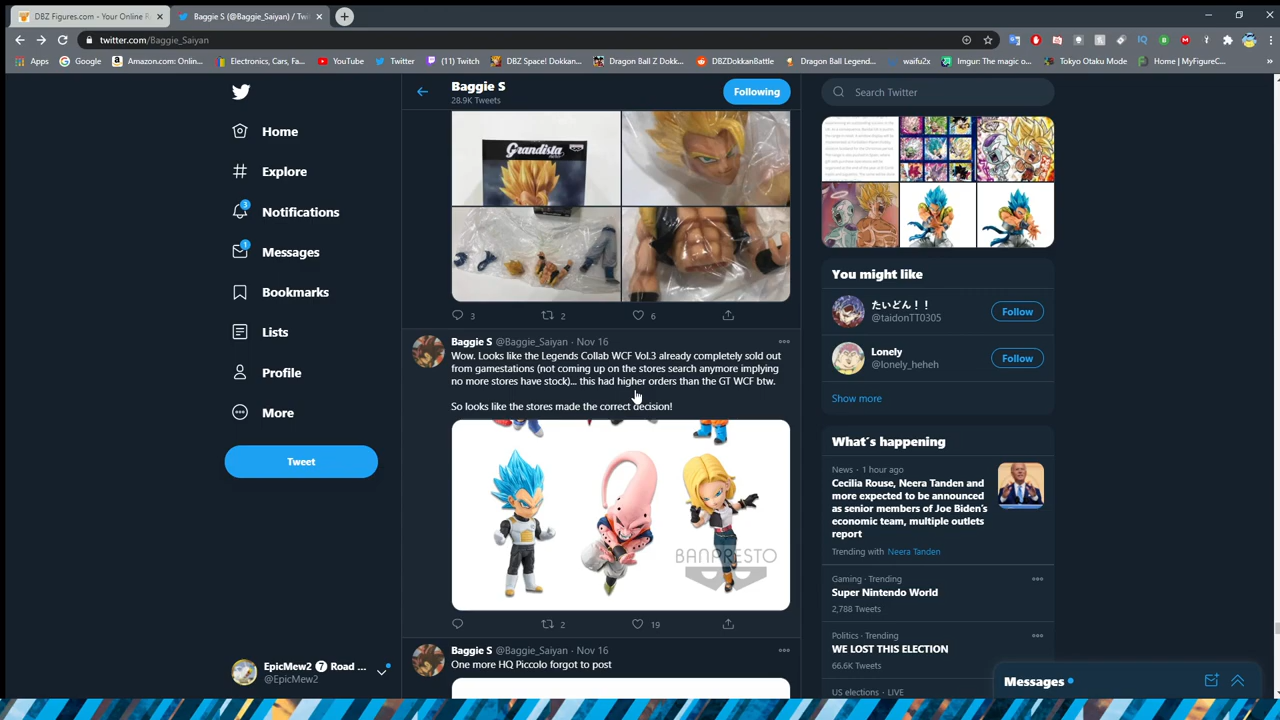 DBZ Figures.com - Your Online
Baggie S (@Baggie_Saiyan) / Twi
twitter.com/Baggie_Saiyan
Apps
Google
Amazon.com: Onlin...
Electronics, Cars, Fa...
YouTube
Twitter
(11) Twitch
DBZ Space! Dokkan...
Dragon Ball Z Dokk...
DBZDokkanBattle
Dragon Ball Legend...
waifu2x
Imgur: The magic o...
Tokyo Otaku Mode
Home | MyFigureC...
»
Home
Explore
3
Notifications
1
Messages
Bookmarks
Lists
Profile
More
Tweet
EpicMew2 7 Road ...
@EpicMew2
Baggie S
28.9K Tweets
Following
Grandista
3
2
6
Baggie S @Baggie_Saiyan · Nov 16
Wow. Looks like the Legends Collab WCF Vol.3 already completely sold out
from gamestations (not coming up on the stores search anymore implying
no more stores have stock)... this had higher orders than the GT WCF btw.
So looks like the stores made the correct decision!
BANPRESTO
2
19
Baggie S @Baggie_Saiyan · Nov 16
One more HQ Piccolo forgot to post
Search Twitter
You might like
たいどん！！
@taidonTT0305
Follow
Lonely
@lonely_heheh
Follow
Show more
What's happening
News · 1 hour ago
Cecilia Rouse, Neera Tanden and
more expected to be announced
as senior members of Joe Biden's
economic team, multiple outlets
report
Trending with Neera Tanden
Gaming · Trending
Super Nintendo World
2,788 Tweets
Politics · Trending
WE LOST THIS ELECTION
66.6K Tweets
US elections · LIVE
Messages